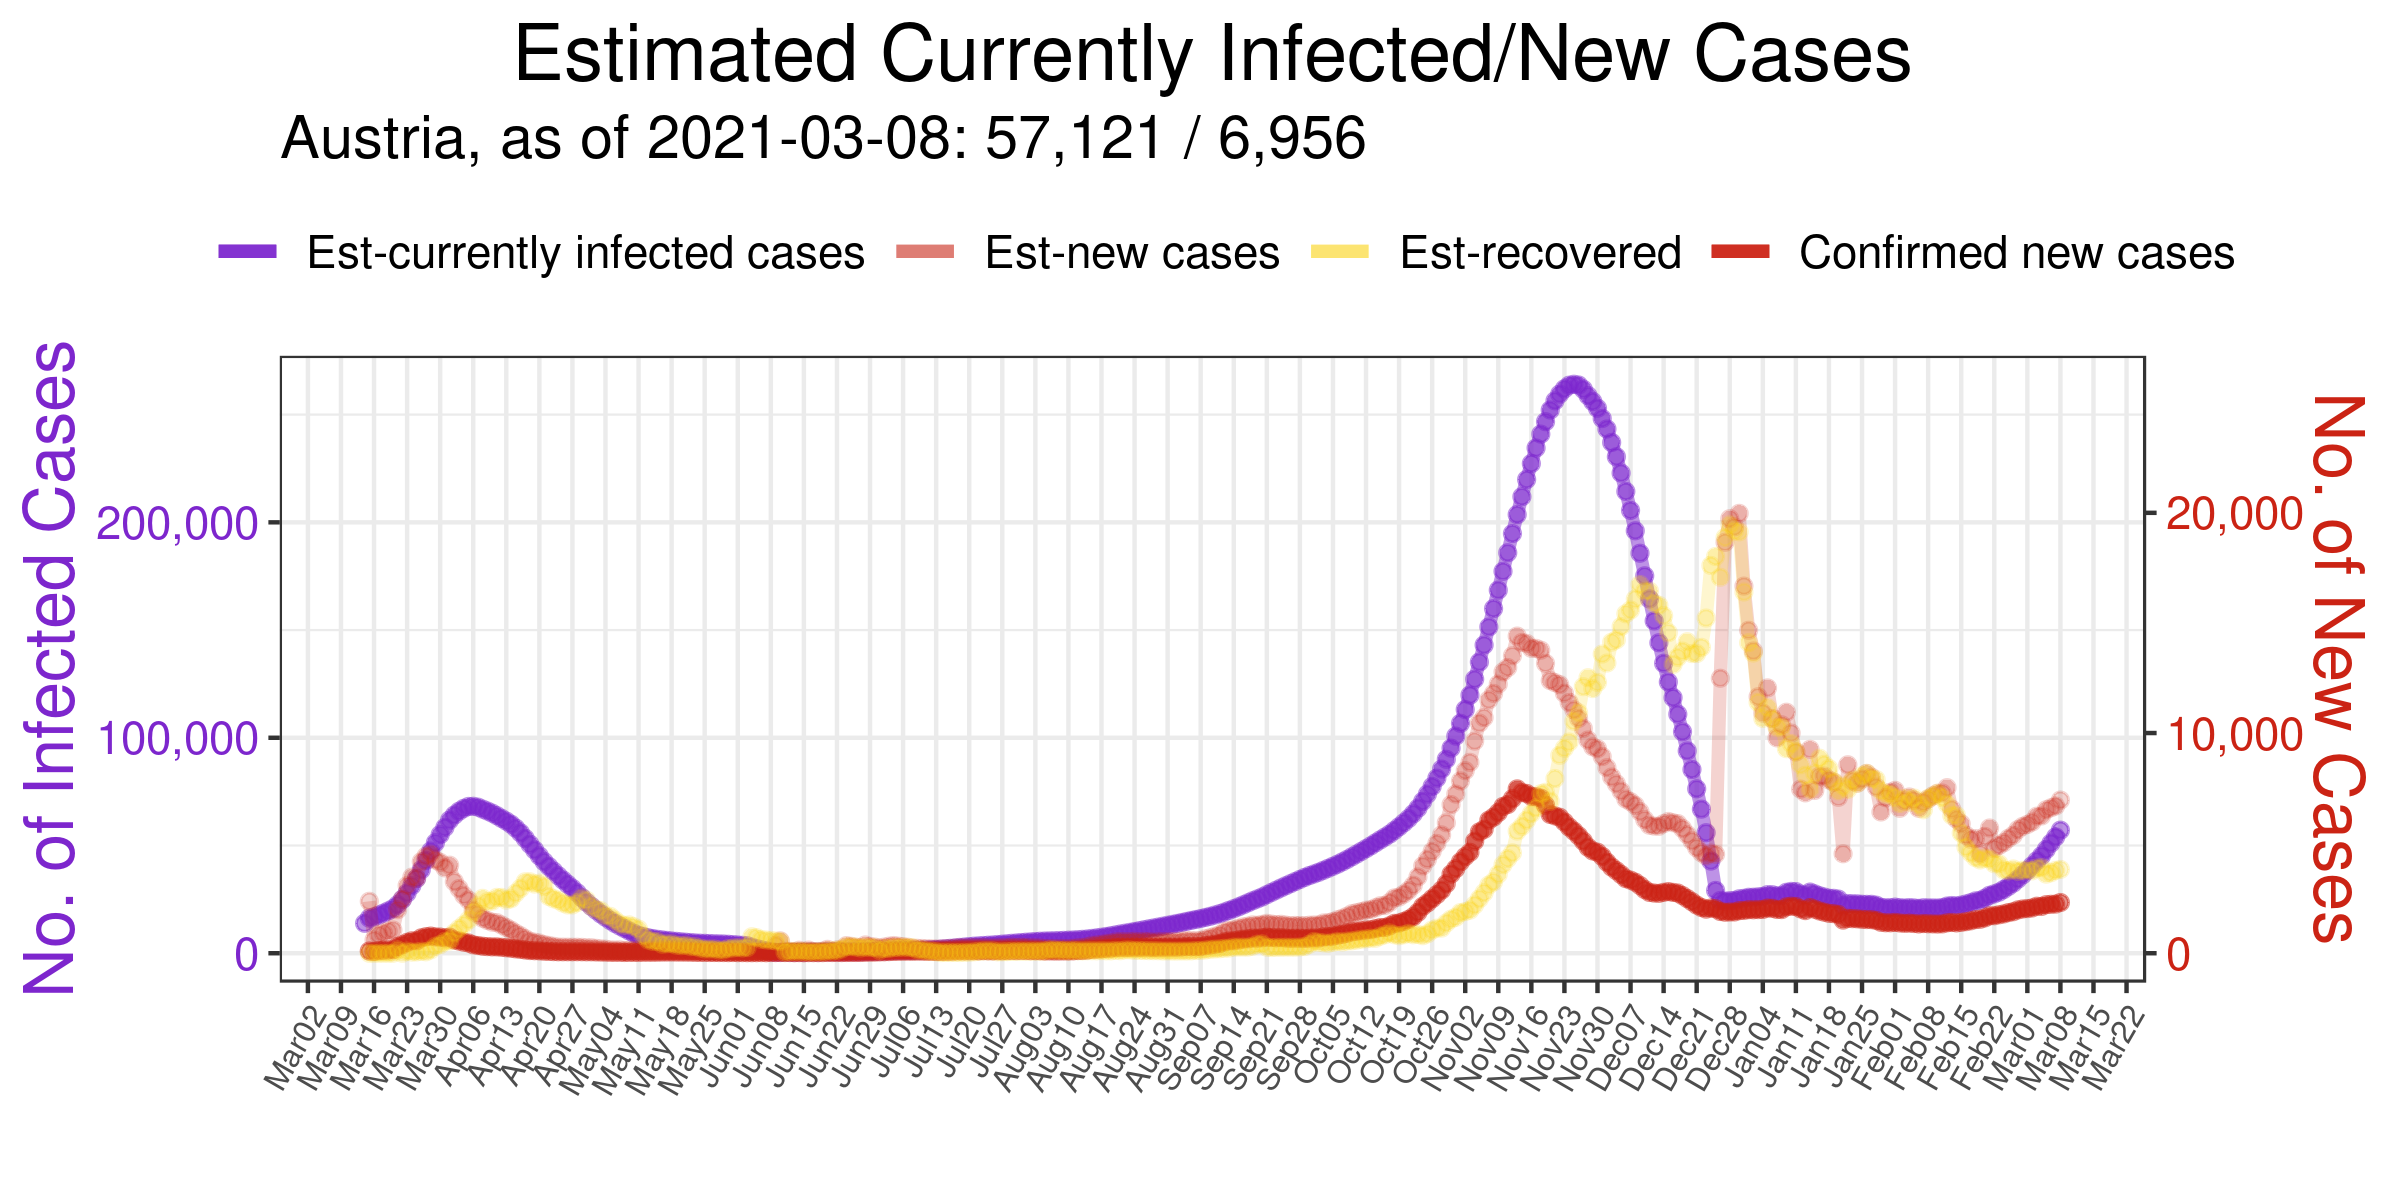 Estimated Currently Infected/New Cases
Austria, as of 2021-03-08: 57,121 / 6,956
Est-currently infected cases Est-new cases Est-recovered Confirmed new cases
No. of Infected Cases
200,000
100,000
0
20,000
10,000
0
No. of New Cases
Mar02 Mar09 Mar16 Mar23 Mar30 Apr06 Apr13 Apr20 Apr27 May04 May11 May18 May25 Jun01 Jun08 Jun15 Jun22 Jun29 Jul06 Jul13 Jul20 Jul27 Aug03 Aug10 Aug17 Aug24 Aug31 Sep07 Sep14 Sep21 Sep28 Oct05 Oct12 Oct19 Oct26 Nov02 Nov09 Nov16 Nov23 Nov30 Dec07 Dec14 Dec21 Dec28 Jan04 Jan11 Jan18 Jan25 Feb01 Feb08 Feb15 Feb22 Mar01 Mar08 Mar15 Mar22